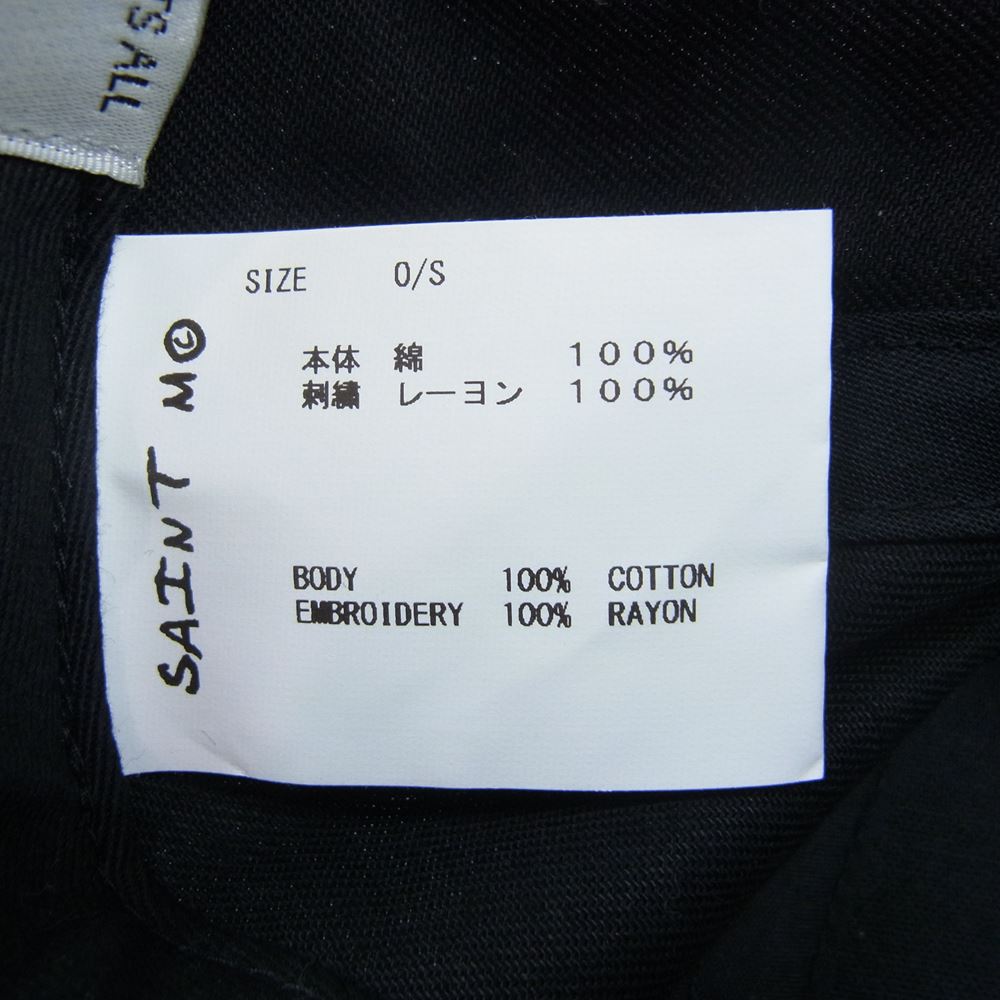 SIZE O/S
本体 綿 100%
刺繍 レーヨン 100%
BODY 100% COTTON
EMBROIDERY 100% RAYON
SAINT M©
ALL